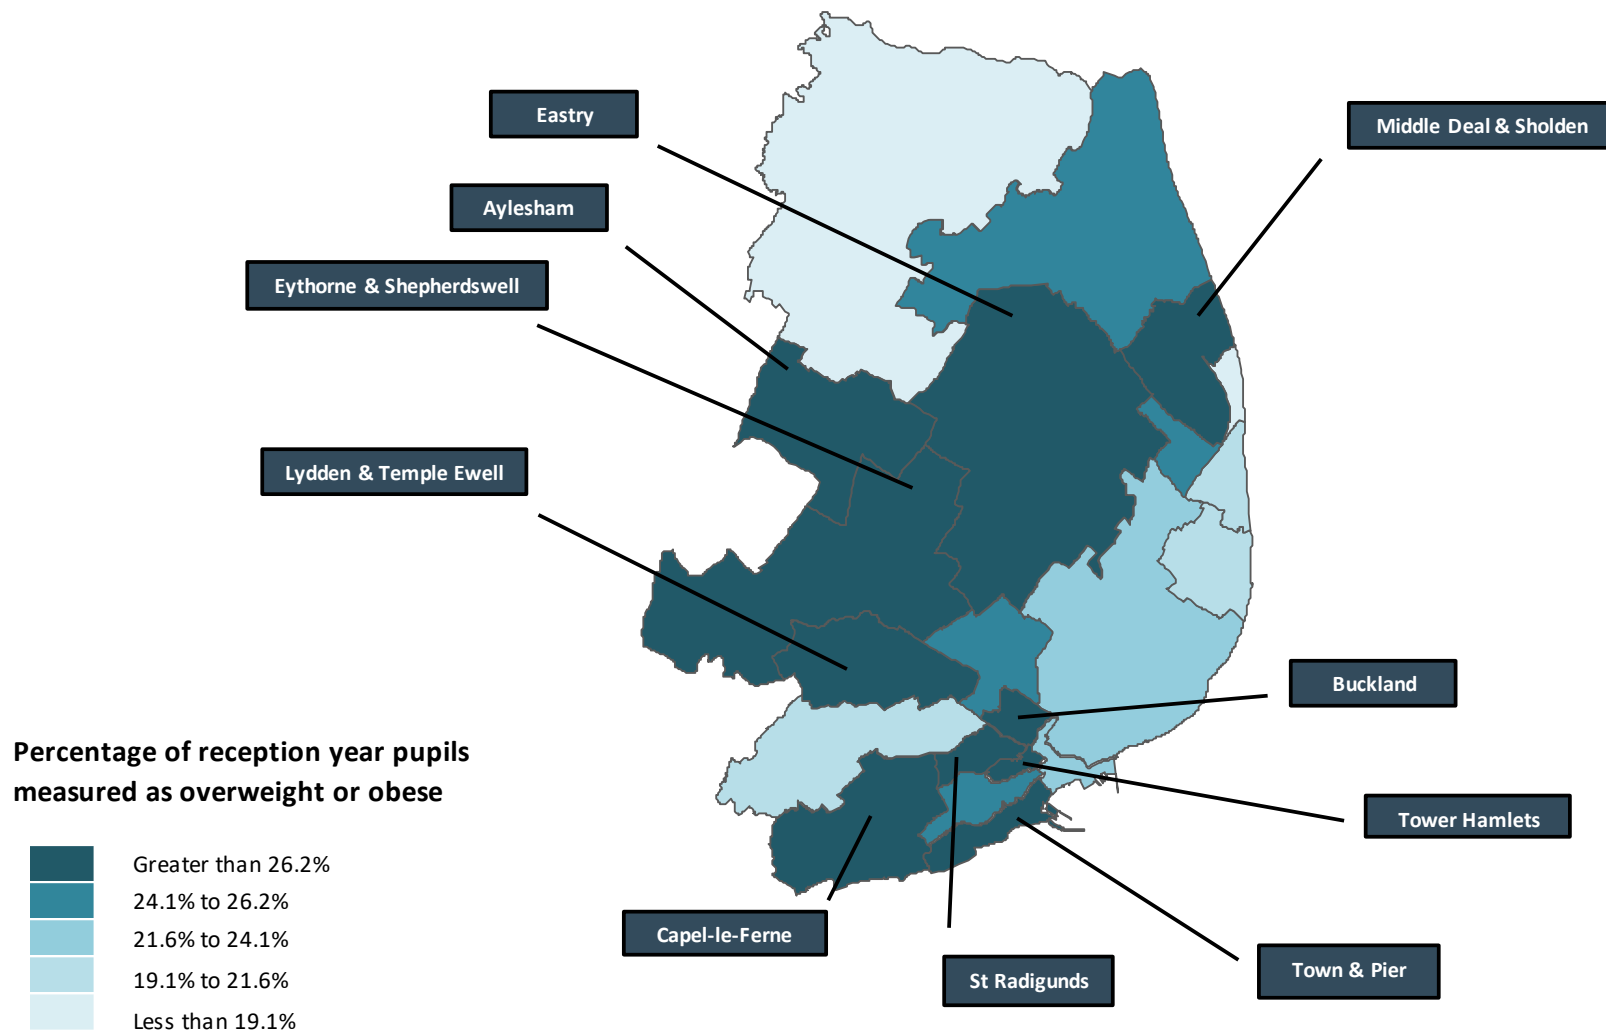 Eastry
Middle Deal & Sholden
Aylesham
Eythorne & Shepherdswell
Lydden & Temple Ewell
Buckland
Percentage of reception year pupils
measured as overweight or obese
Tower Hamlets
Greater than 26.2%
24.1% to 26.2%
21.6% to 24.1%
19.1% to 21.6%
Less than 19.1%
Capel-le-Ferne
St Radigunds
Town & Pier